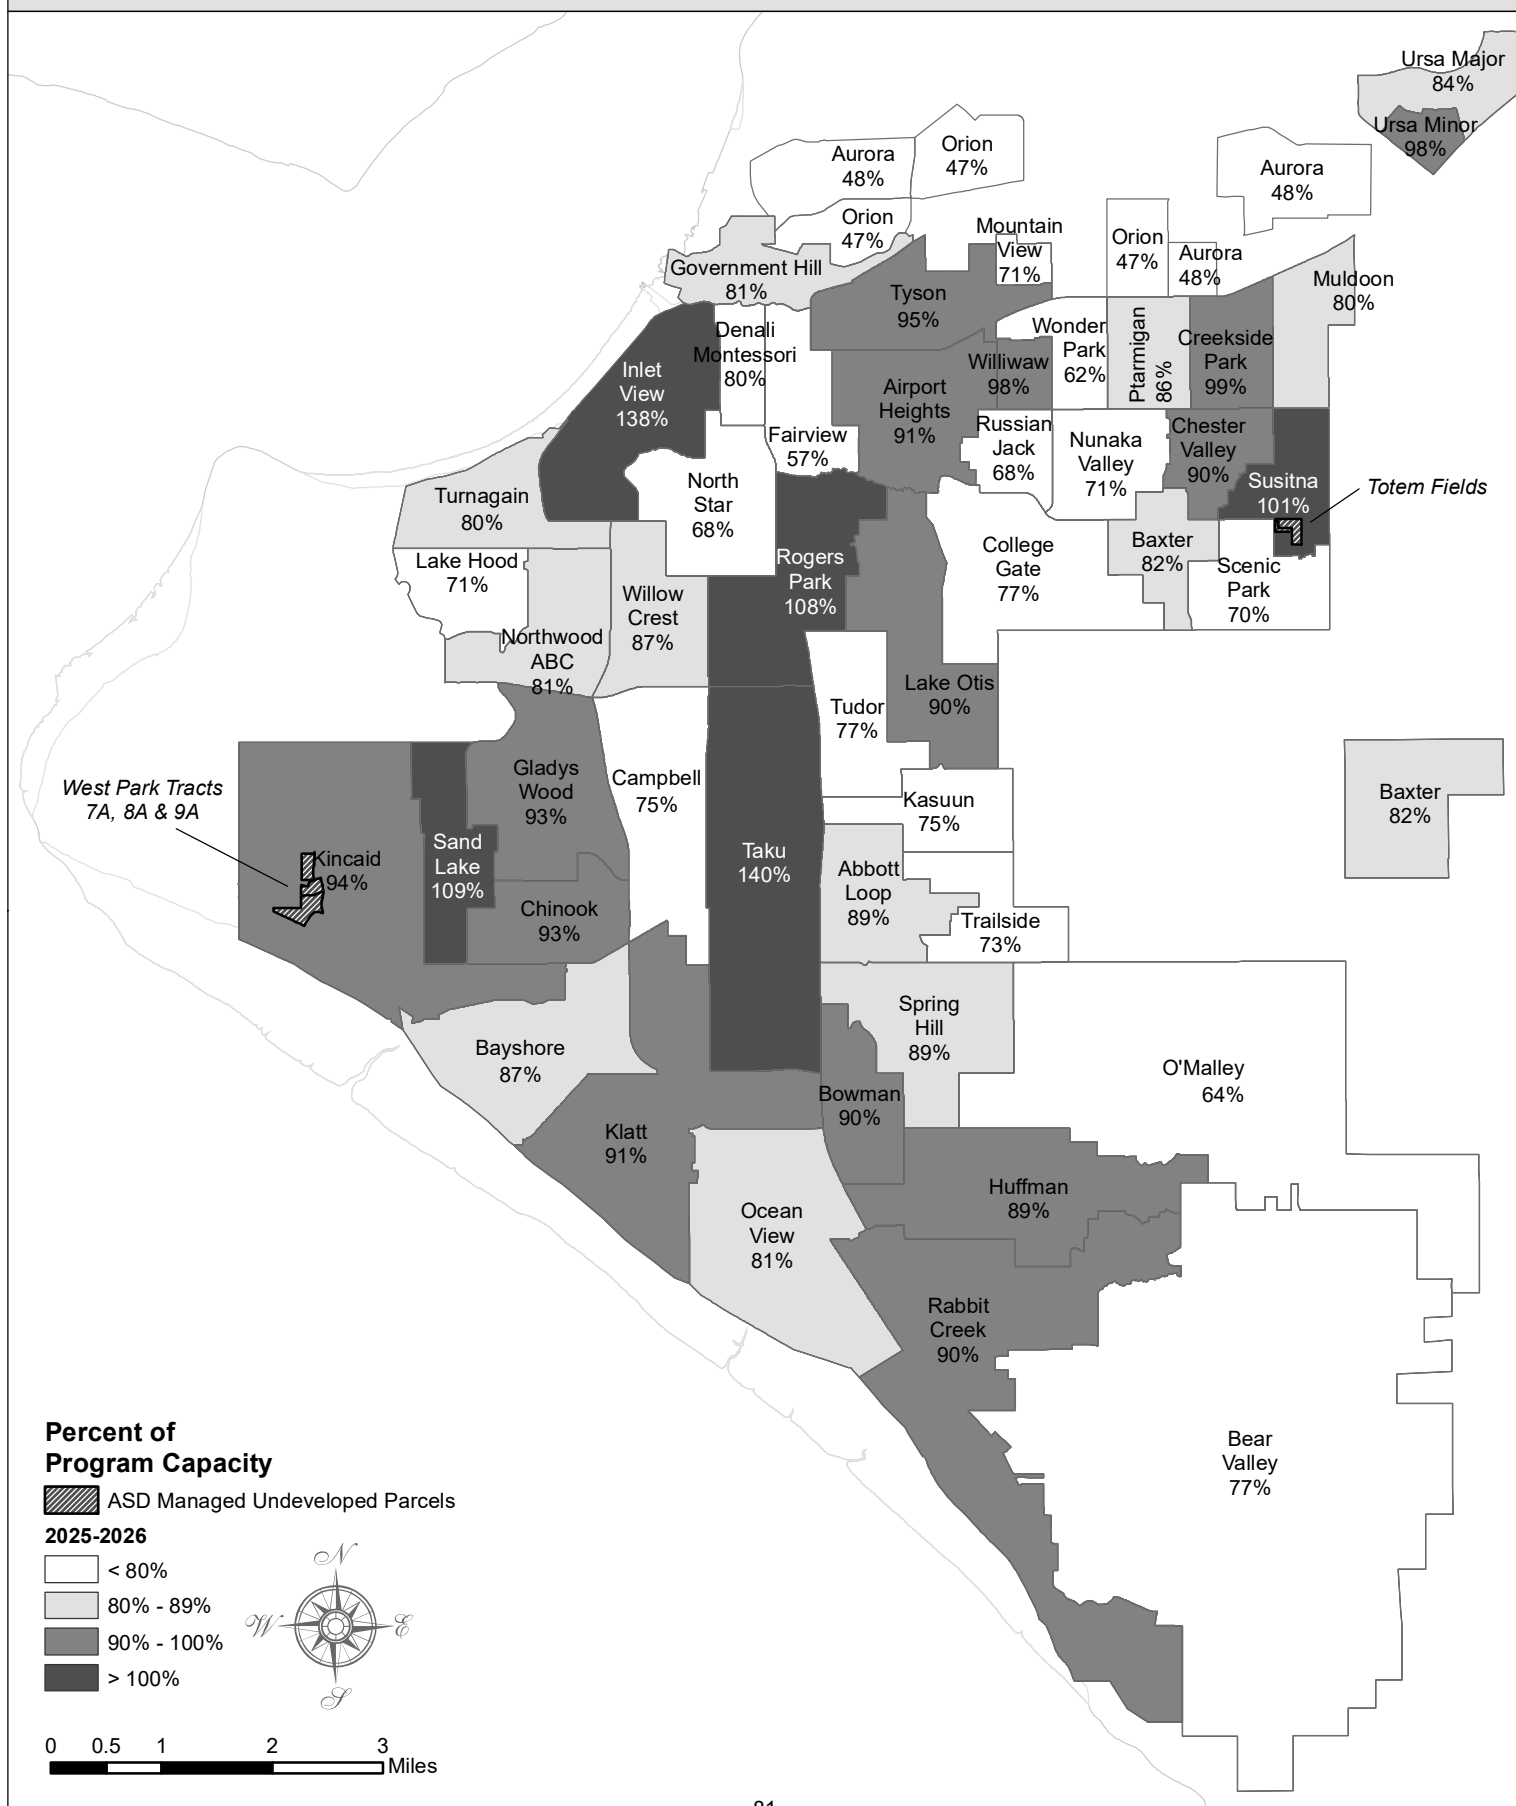 Ursa Major
84%
Ursa Minor
98%
Aurora
48%
Orion
47%
Aurora
48%
Orion
47%
Mountain
View
71%
Orion
47%
Aurora
48%
Government Hill
81%
Muldoon
80%
Tyson
95%
Denali
Montessori
80%
Wonder
Park
62%
Ptarmigan
86%
Creekside
Park
99%
Inlet
View
138%
Williwaw
98%
Airport
Heights
91%
Fairview
57%
Russian
Jack
68%
Nunaka
Valley
71%
Chester
Valley
90%
Susitna
101%
Totem Fields
Turnagain
80%
North
Star
68%
Lake Hood
71%
Rogers
Park
108%
College
Gate
77%
Baxter
82%
Scenic
Park
70%
Willow
Crest
87%
Northwood
ABC
81%
Lake Otis
90%
Tudor
77%
West Park Tracts
7A, 8A & 9A
Gladys
Wood
93%
Campbell
75%
Kasuun
75%
Baxter
82%
Kincaid
94%
Sand
Lake
109%
Taku
140%
Abbott
Loop
89%
Chinook
93%
Trailside
73%
Spring
Hill
89%
Bayshore
87%
O'Malley
64%
Bowman
90%
Klatt
91%
Huffman
89%
Ocean
View
81%
Rabbit
Creek
90%
Bear
Valley
77%
Percent of
Program Capacity
ASD Managed Undeveloped Parcels
2025-2026
< 80%
80% - 89%
90% - 100%
> 100%
N
W
E
S
0 0.5 1 2 3
Miles
81